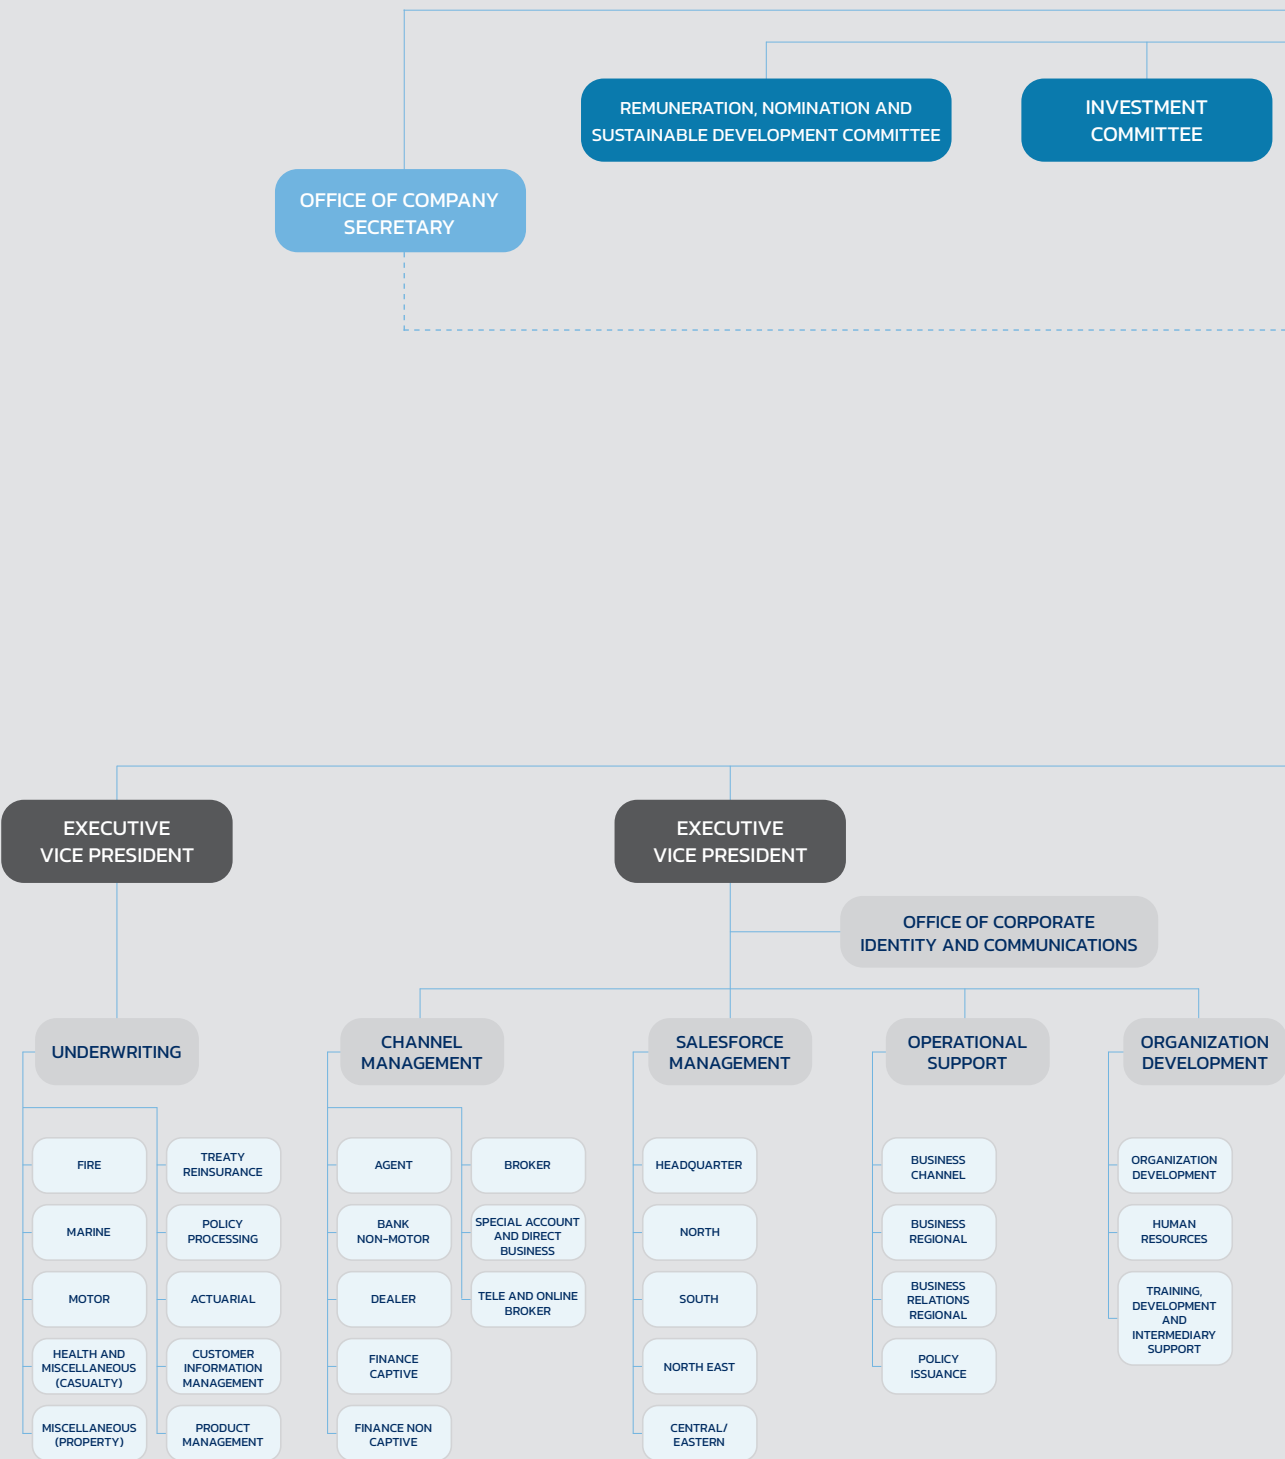 REMUNERATION, NOMINATION AND
SUSTAINABLE DEVELOPMENT COMMITTEE
INVESTMENT
COMMITTEE
OFFICE OF COMPANY
SECRETARY
EXECUTIVE
VICE PRESIDENT
EXECUTIVE
VICE PRESIDENT
OFFICE OF CORPORATE
IDENTITY AND COMMUNICATIONS
UNDERWRITING
FIRE
MARINE
MOTOR
HEALTH AND
MISCELLANEOUS
(CASUALTY)
MISCELLANEOUS
(PROPERTY)
TREATY
REINSURANCE
POLICY
PROCESSING
ACTUARIAL
CUSTOMER
INFORMATION
MANAGEMENT
PRODUCT
MANAGEMENT
CHANNEL
MANAGEMENT
AGENT
BANK
NON-MOTOR
DEALER
FINANCE
CAPTIVE
FINANCE NON
CAPTIVE
BROKER
SPECIAL ACCOUNT
AND DIRECT
BUSINESS
TELE AND ONLINE
BROKER
SALESFORCE
MANAGEMENT
HEADQUARTER
NORTH
SOUTH
NORTH EAST
CENTRAL/
EASTERN
OPERATIONAL
SUPPORT
BUSINESS
CHANNEL
BUSINESS
REGIONAL
BUSINESS
RELATIONS
REGIONAL
POLICY
ISSUANCE
ORGANIZATION
DEVELOPMENT
ORGANIZATION
DEVELOPMENT
HUMAN
RESOURCES
TRAINING,
DEVELOPMENT
AND
INTERMEDIARY
SUPPORT